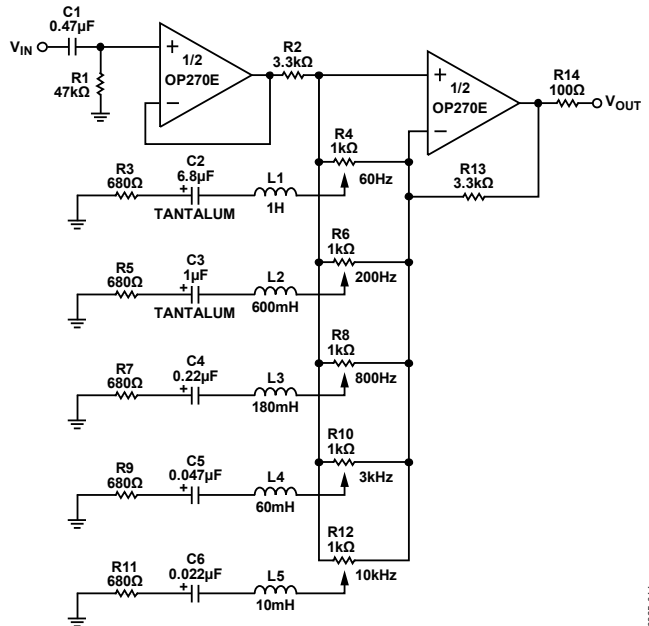 C1
0.47µF
VIN
R1
47kΩ
+
–
1/2
OP270E
R2
3.3kΩ
+
–
1/2
OP270E
R14
100Ω
VOUT
R13
3.3kΩ
R4
1kΩ
60Hz
R3
680Ω
C2
6.8µF
+
TANTALUM
L1
1H
R6
1kΩ
200Hz
R5
680Ω
C3
1µF
+
TANTALUM
L2
600mH
R8
1kΩ
800Hz
R7
680Ω
C4
0.22µF
+
L3
180mH
R10
1kΩ
3kHz
R9
680Ω
C5
0.047µF
+
L4
60mH
R12
1kΩ
10kHz
R11
680Ω
C6
0.022µF
+
L5
10mH